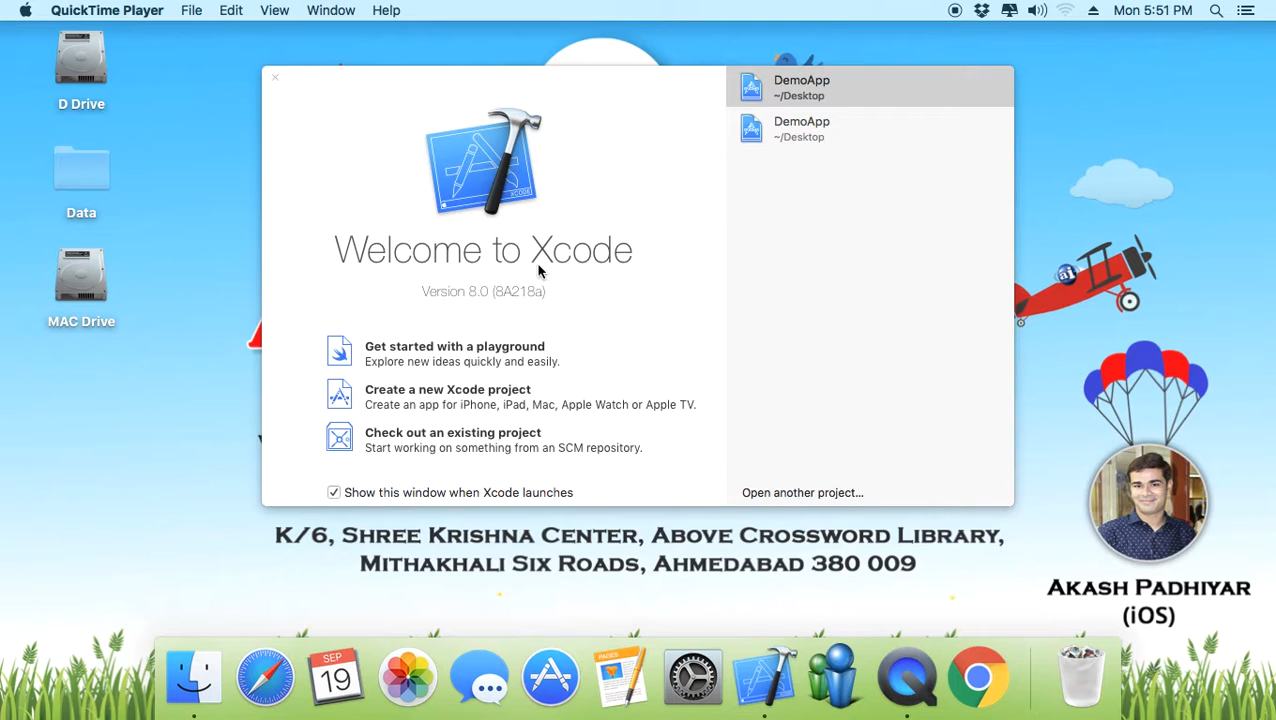 QuickTime Player File Edit View Window Help Mon 5:51 PM
D Drive
Data
MAC Drive
XCODE
Welcome to Xcode
Version 8.0 (8A218a)
Get started with a playground
Explore new ideas quickly and easily.
Create a new Xcode project
Create an app for iPhone, iPad, Mac, Apple Watch or Apple TV.
Check out an existing project
Start working on something from an SCM repository.
Show this window when Xcode launches
DemoApp
~/Desktop
DemoApp
~/Desktop
Open another project...
ai
K/6, Shree Krishna Center, Above Crossword Library,
Mithakhali Six Roads, Ahmedabad 380 009
Akash Padhiyar
(iOS)
SEP
19
PAGES